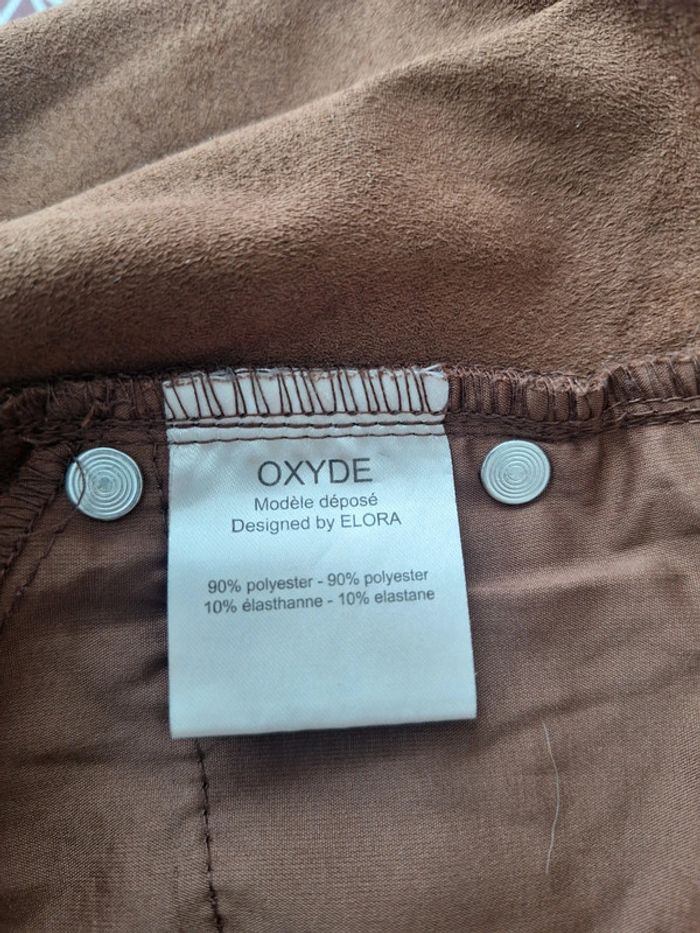 OXYDE
Modèle déposé
Designed by ELORA
90% polyester - 90% polyester
10% élasthanne - 10% elastane